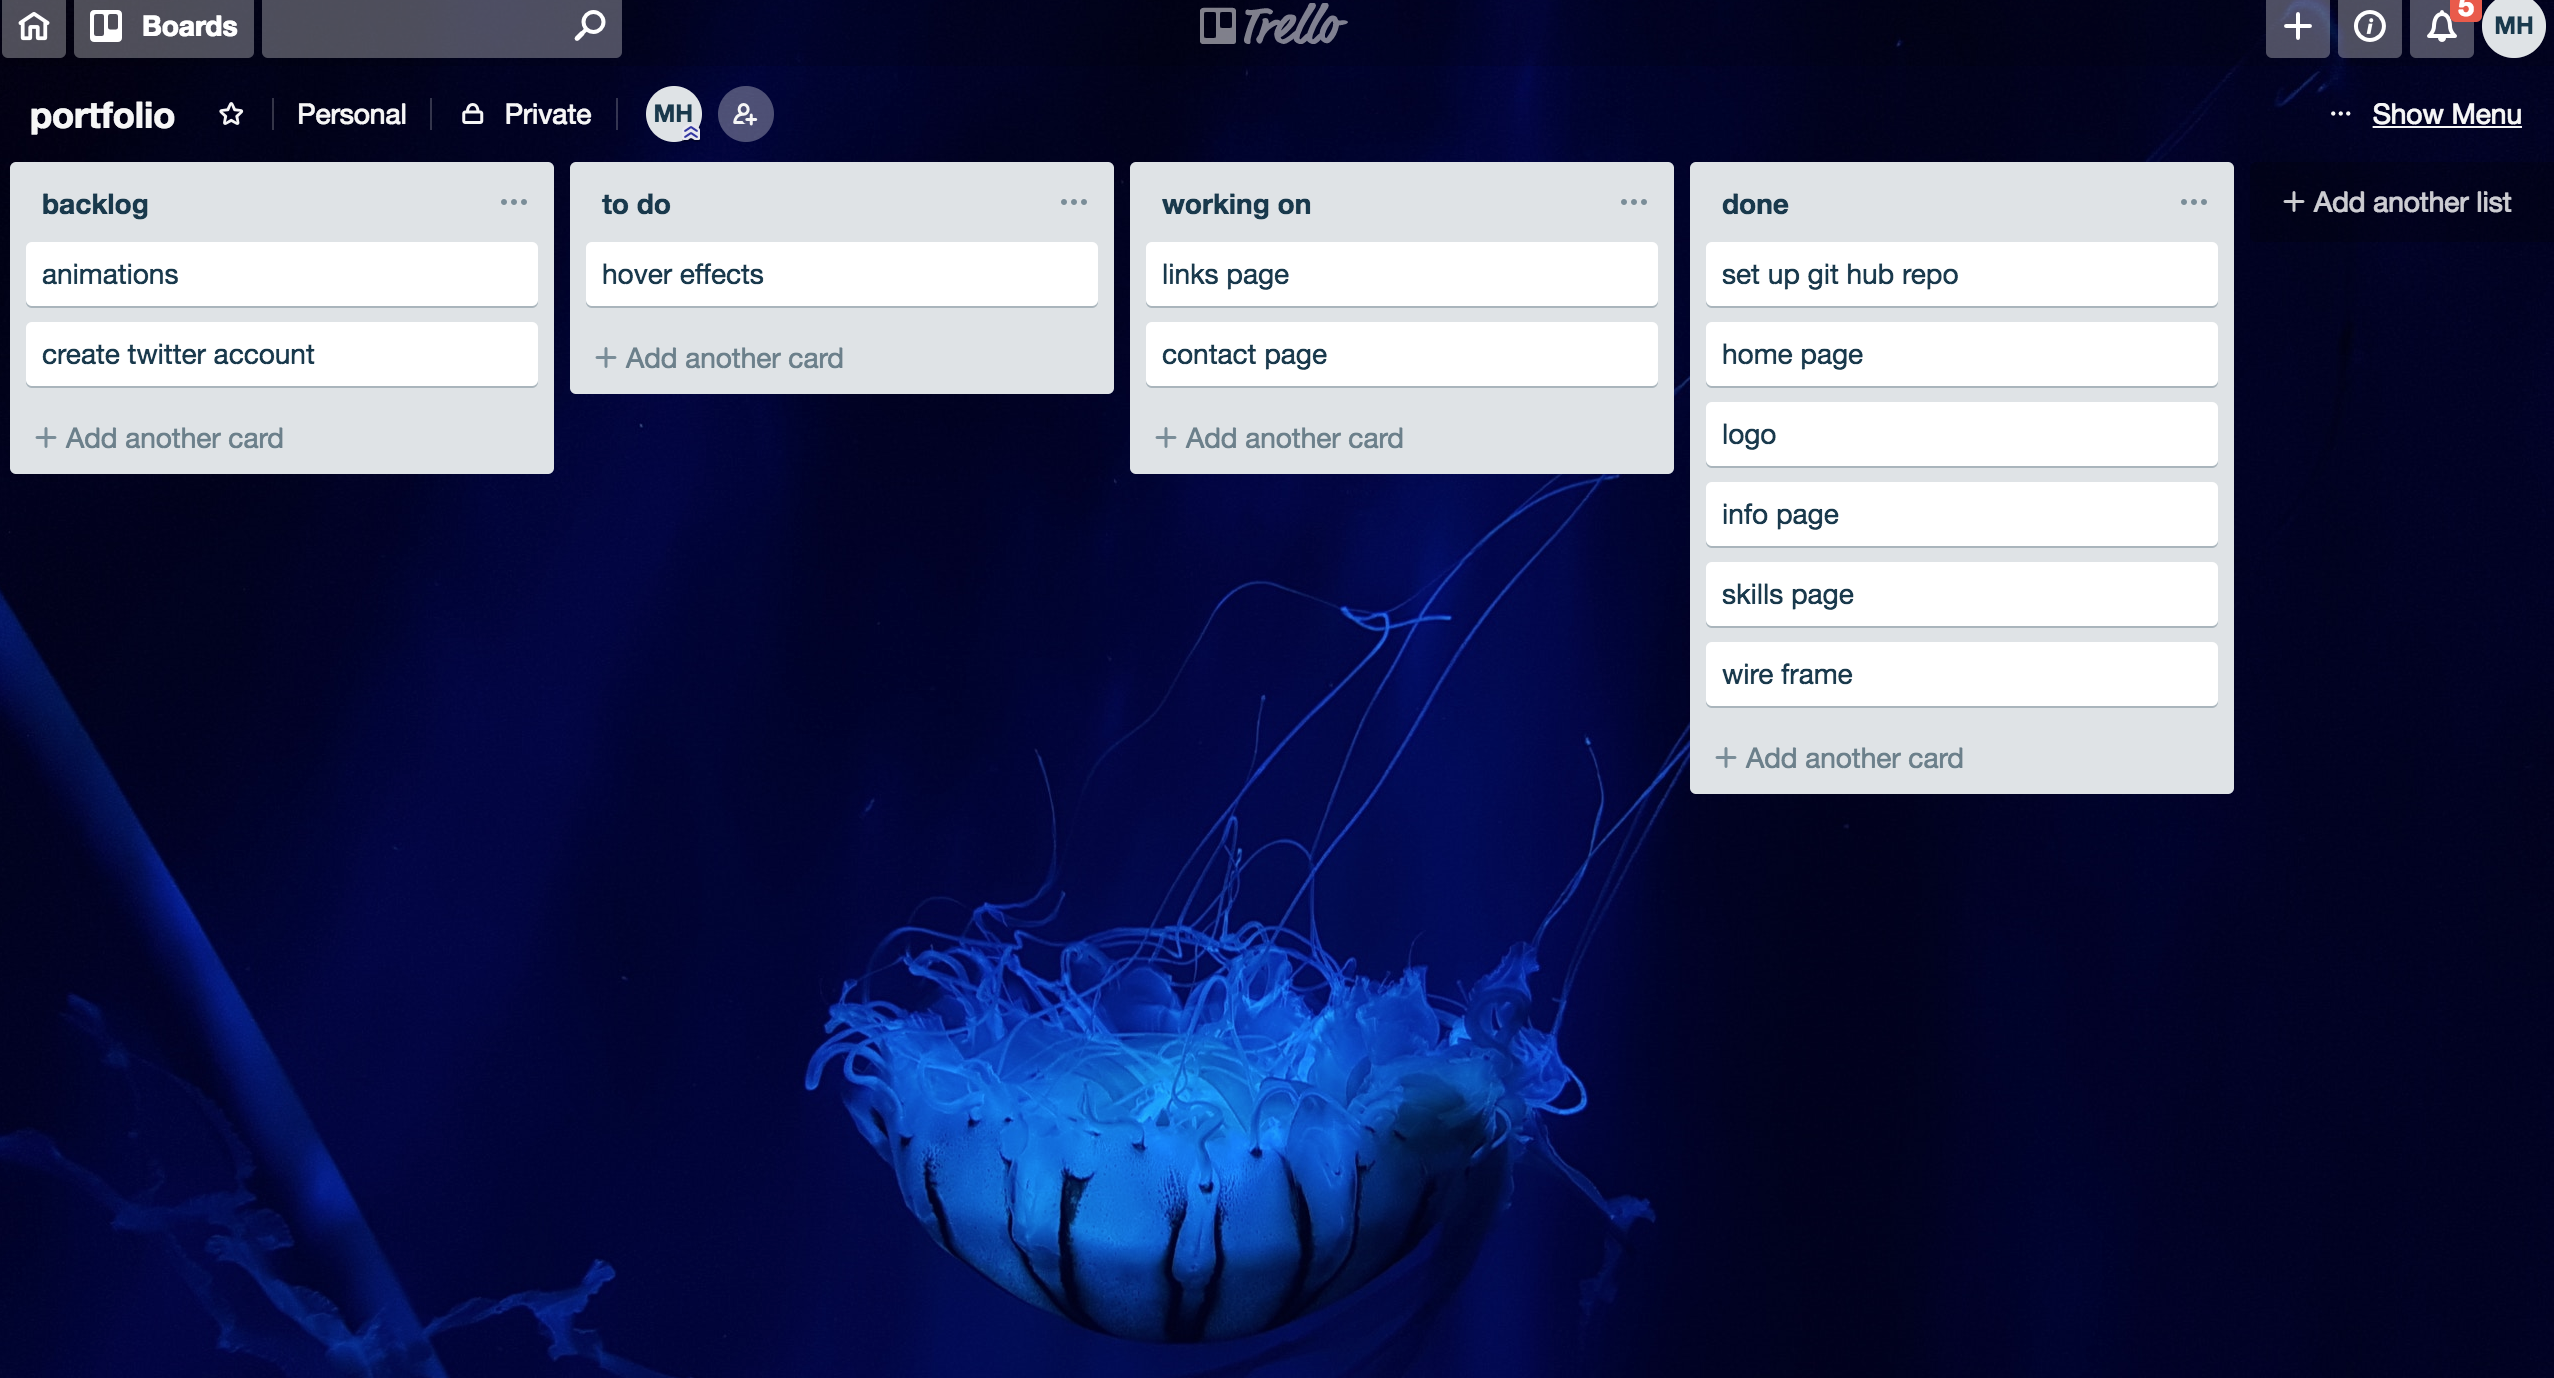 Boards
Trello
5
MH
portfolio
Personal
Private
MH
Show Menu
backlog
animations
create twitter account
+ Add another card
to do
hover effects
+ Add another card
working on
links page
contact page
+ Add another card
done
set up git hub repo
home page
logo
info page
skills page
wire frame
+ Add another card
+ Add another list